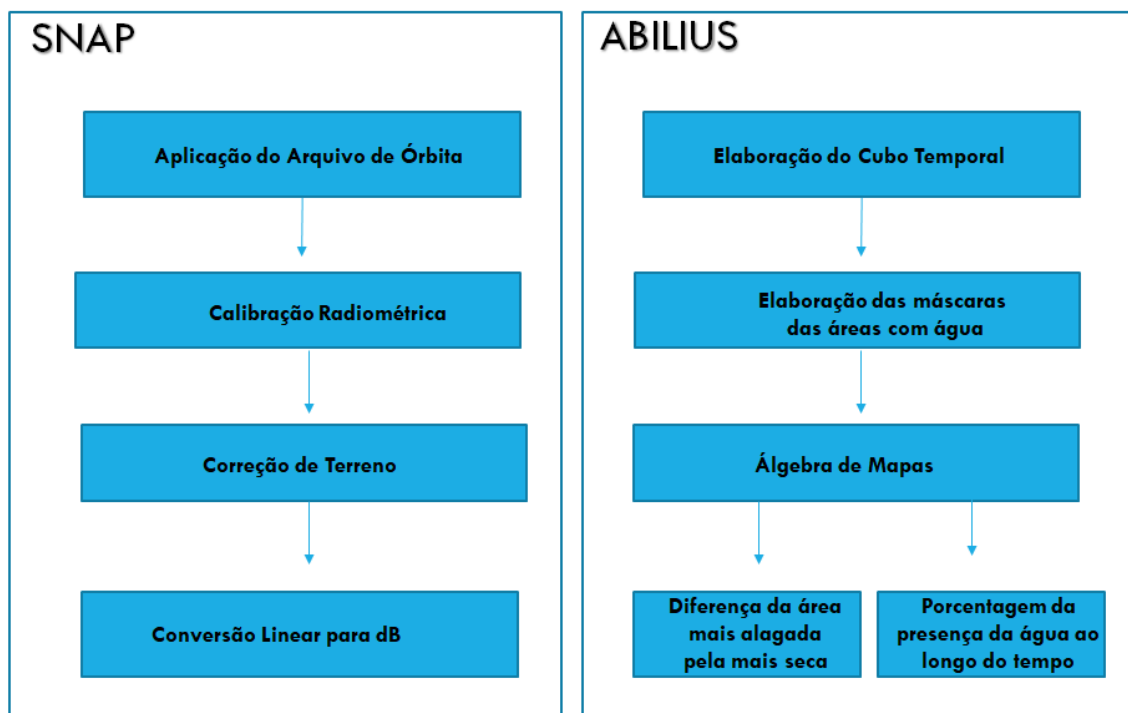 SNAP
Aplicação do Arquivo de Órbita
Calibração Radiométrica
Correção de Terreno
Conversão Linear para dB
ABILIUS
Elaboração do Cubo Temporal
Elaboração das máscaras
das áreas com água
Álgebra de Mapas
Diferença da área
mais alagada
pela mais seca
Porcentagem da
presença da água ao
longo do tempo